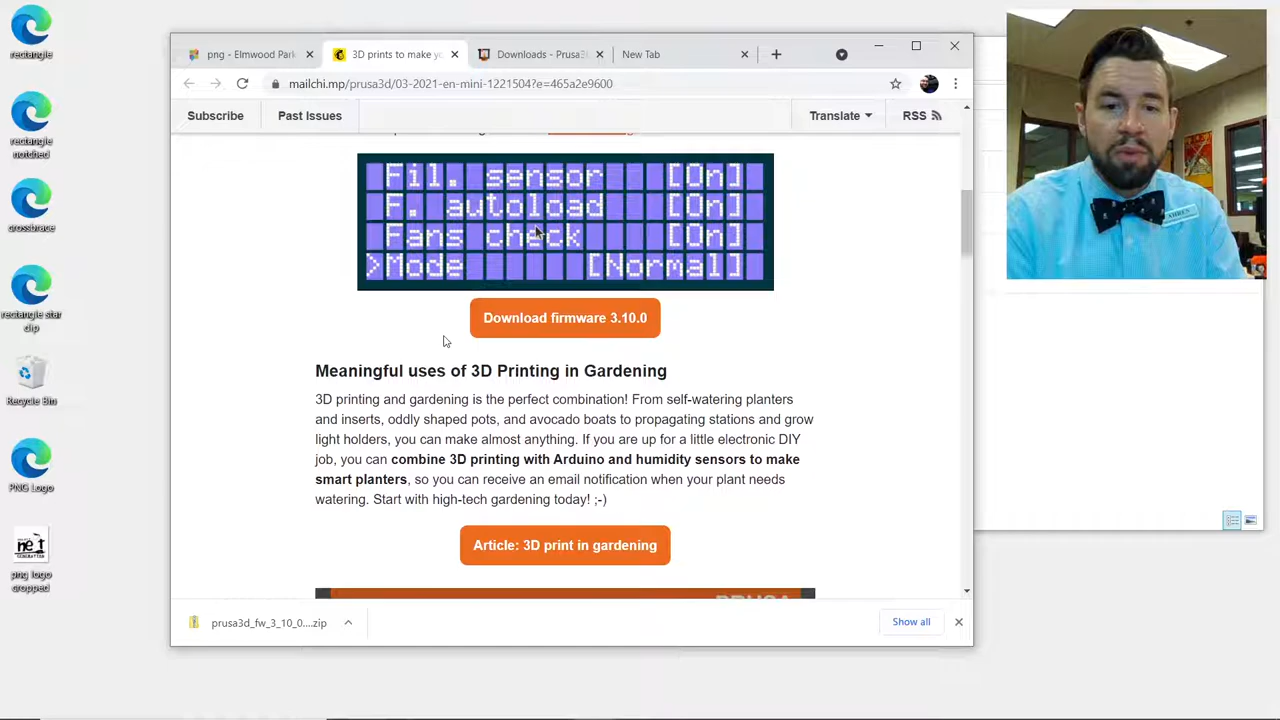 rectangle
rectangle
notched
crossbrace
rectangle star
clip
Recycle Bin
PNG Logo
png logo
cropped
png - Elmwood Par
3D prints to make yo
Downloads - Prusa3
New Tab
ilchi.mp/prusa3d/03-2021-en-mini-1221504?e=465a2e9600
Subscribe
Past Issues
Translate
RSS
Fil. sensor [On]
F. autoload [On]
Fans check [On]
>Mode [Normal]
Download firmware 3.10.0
Meaningful uses of 3D Printing in Gardening
3D printing and gardening is the perfect combination! From self-watering planters
and inserts, oddly shaped pots, and avocado boats to propagating stations and grow
light holders, you can make almost anything. If you are up for a little electronic DIY
job, you can combine 3D printing with Arduino and humidity sensors to make
smart planters, so you can receive an email notification when your plant needs
watering. Start with high-tech gardening today! ;-)
Article: 3D print in gardening
PRUSA
prusa3d_fw_3_10_0....zip
Show all